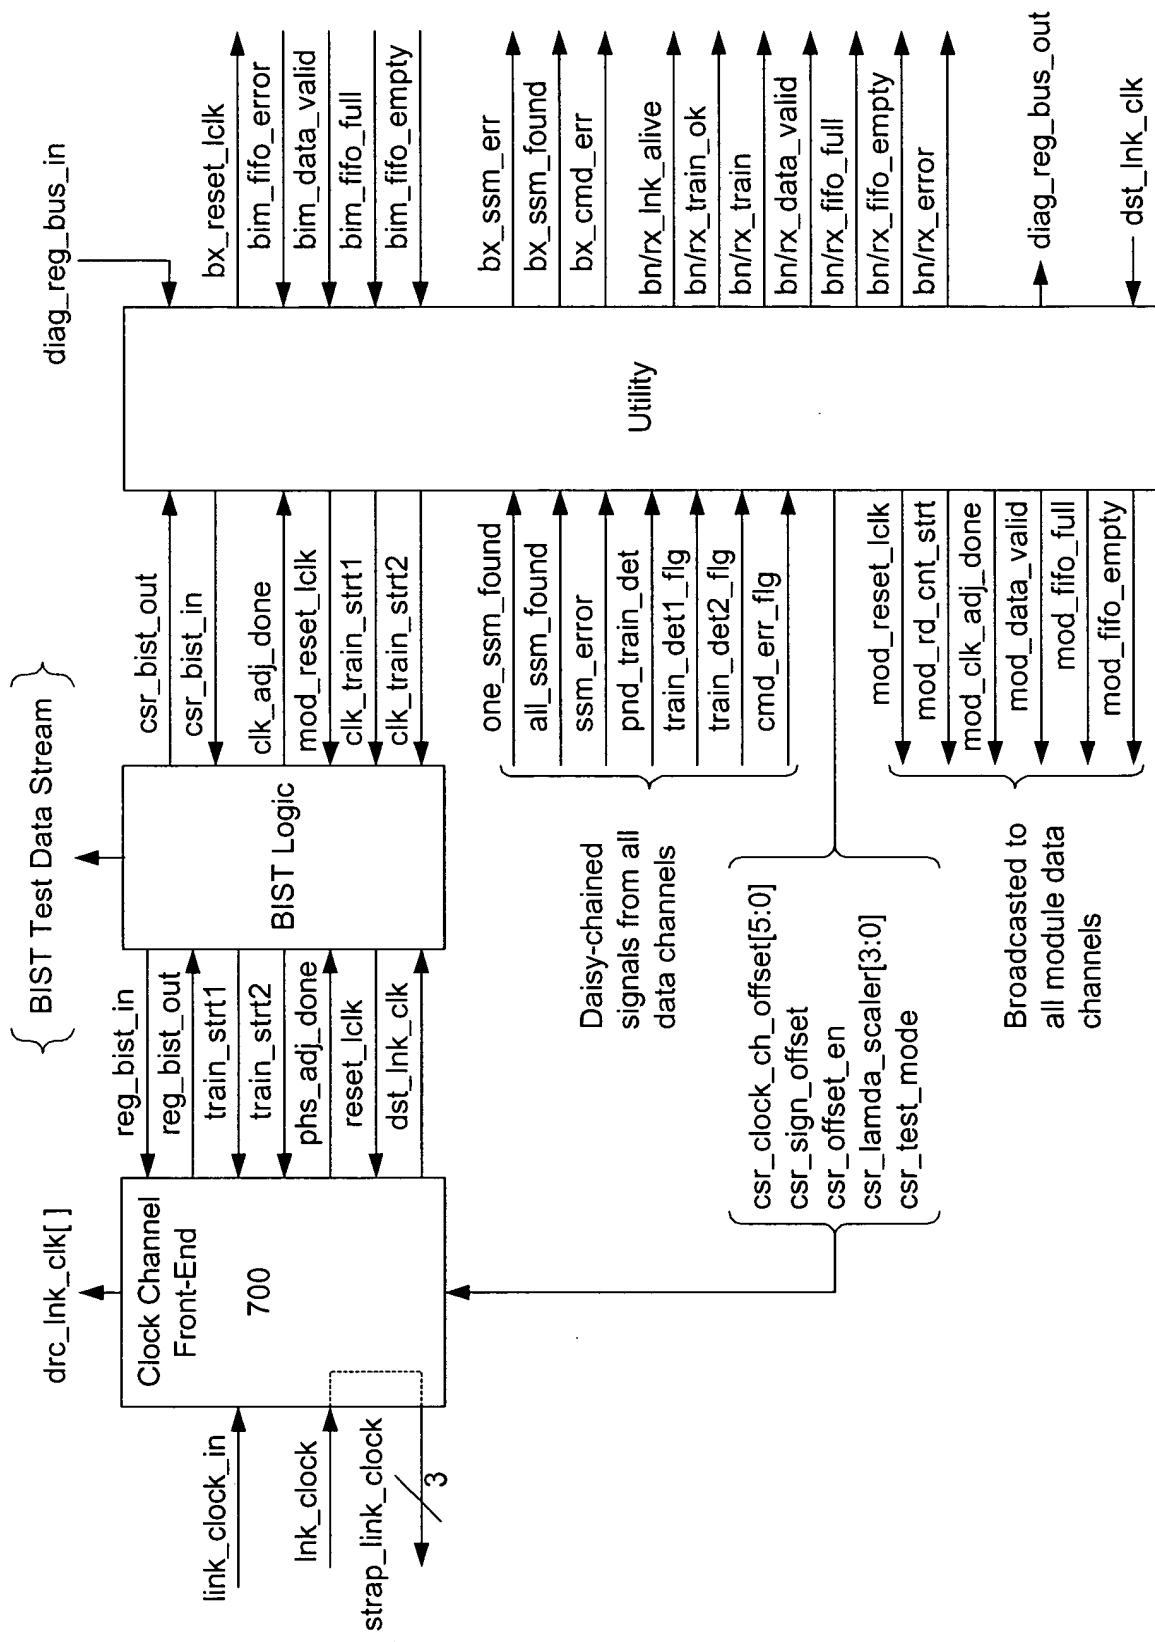 link_clock_in
lnk_clock
strap_link_clock
3
drc_lnk_clk[ ]
Clock Channel
Front-End
700
reg_bist_in
reg_bist_out
train_strt1
train_strt2
phs_adj_done
reset_lclk
dst_lnk_clk
BIST Test Data Stream
BIST Logic
csr_bist_out
csr_bist_in
clk_adj_done
mod_reset_lclk
clk_train_strt1
clk_train_strt2
Daisy-chained
signals from all
data channels
one_ssm_found
all_ssm_found
ssm_error
pnd_train_det
train_det1_flg
train_det2_flg
cmd_err_flg
csr_clock_ch_offset[5:0]
csr_sign_offset
csr_offset_en
csr_lamda_scaler[3:0]
csr_test_mode
Broadcasted to
all module data
channels
mod_reset_lclk
mod_rd_cnt_strt
mod_clk_adj_done
mod_data_valid
mod_fifo_full
mod_fifo_empty
Utility
diag_reg_bus_in
bx_reset_lclk
bim_fifo_error
bim_data_valid
bim_fifo_full
bim_fifo_empty
bx_ssm_err
bx_ssm_found
bx_cmd_err
bn/rx_lnk_alive
bn/rx_train_ok
bn/rx_train
bn/rx_data_valid
bn/rx_fifo_full
bn/rx_fifo_empty
bn/rx_error
diag_reg_bus_out
dst_lnk_clk